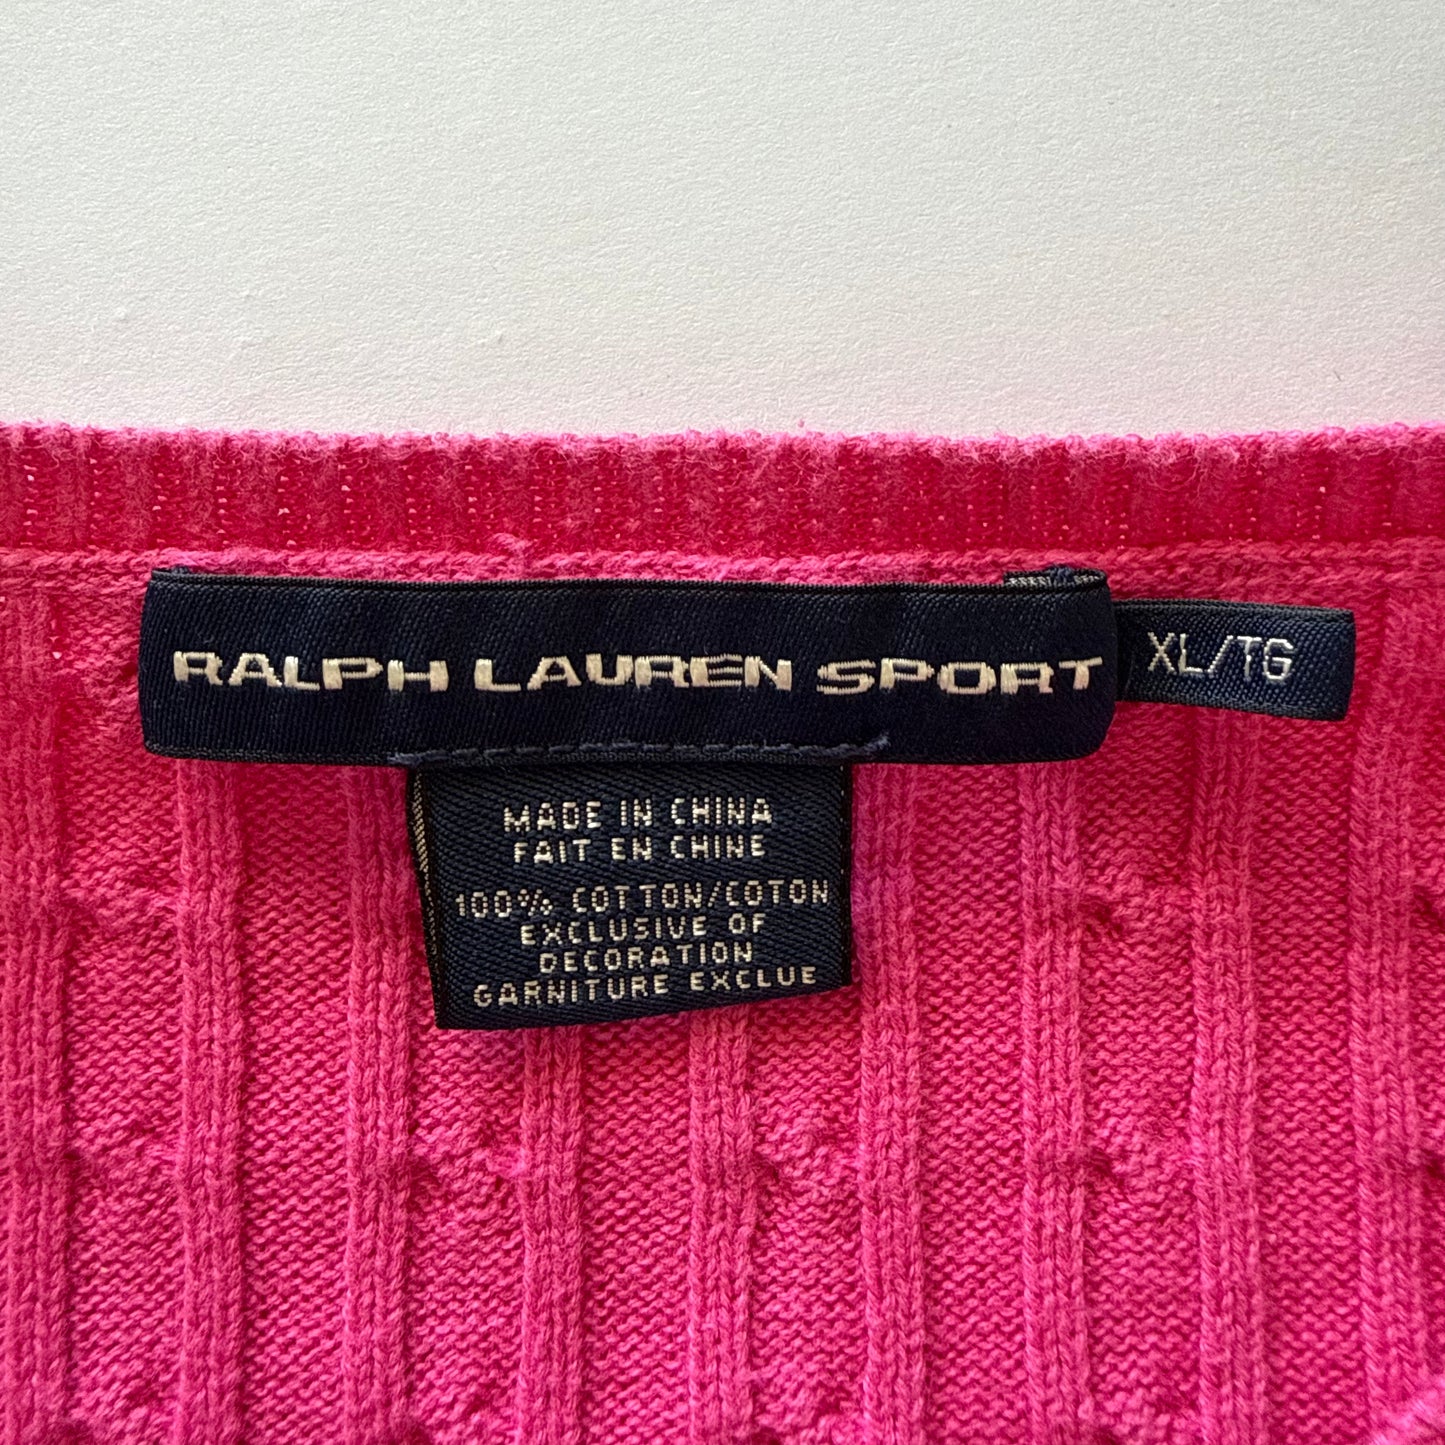 RALPH LAUREN SPORT
XL/TG
MADE IN CHINA
FAIT EN CHINE
100% COTTON/COTON
EXCLUSIVE OF
DECORATION
GARNITURE EXCLUE